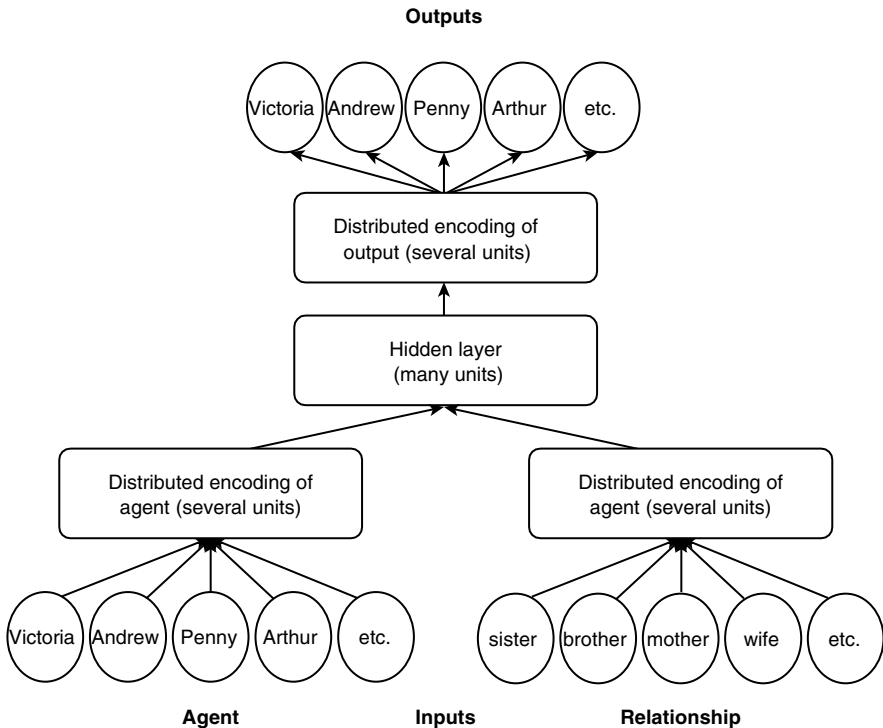 Outputs
Victoria Andrew Penny Arthur etc.
Distributed encoding of
output (several units)
Hidden layer
(many units)
Distributed encoding of
agent (several units)
Distributed encoding of
agent (several units)
Victoria Andrew Penny Arthur etc.
sister brother mother wife etc.
Agent Inputs Relationship